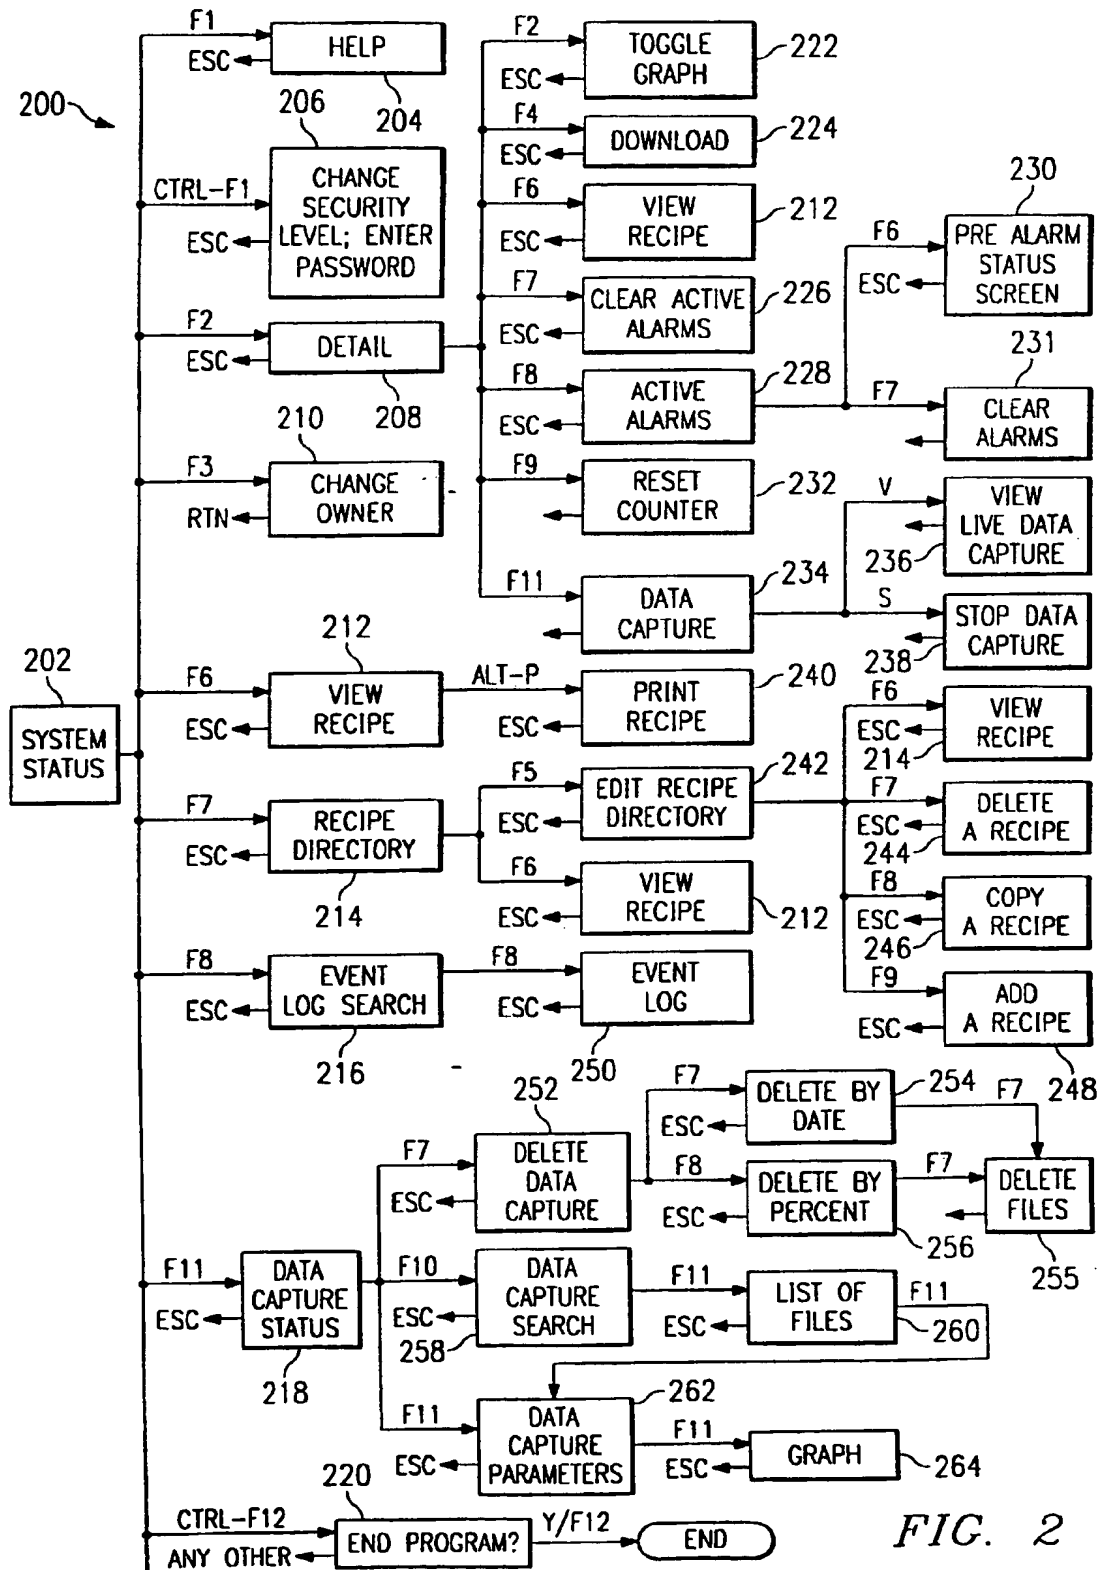 200
F1
ESC
HELP
204
206
CTRL-F1
ESC
CHANGE
SECURITY
LEVEL; ENTER
PASSWORD
F2
ESC
DETAIL
208
210
F3
RTN
CHANGE
OWNER
202
SYSTEM
STATUS
212
F6
ESC
VIEW
RECIPE
ALT-P
ESC
PRINT
RECIPE
240
F7
ESC
RECIPE
DIRECTORY
214
F8
ESC
EVENT
LOG SEARCH
216
F8
ESC
EVENT
LOG
250
F2
ESC
TOGGLE
GRAPH
222
F4
ESC
DOWNLOAD
224
F6
ESC
VIEW
RECIPE
212
F7
ESC
CLEAR ACTIVE
ALARMS
226
F8
ESC
ACTIVE
ALARMS
228
F9
RESET
COUNTER
232
F11
DATA
CAPTURE
234
230
F6
ESC
PRE ALARM
STATUS
SCREEN
231
F7
CLEAR
ALARMS
V
VIEW
LIVE DATA
CAPTURE
236
S
STOP DATA
CAPTURE
238
F5
ESC
EDIT RECIPE
DIRECTORY
242
F6
ESC
VIEW
RECIPE
212
F6
ESC
VIEW
RECIPE
214
F7
ESC
DELETE
A RECIPE
244
F8
ESC
COPY
A RECIPE
246
F9
ESC
ADD
A RECIPE
248
F11
ESC
DATA
CAPTURE
STATUS
218
252
F7
ESC
DELETE
DATA
CAPTURE
F7
ESC
DELETE BY
DATE
254
F7
F8
ESC
DELETE BY
PERCENT
256
F7
DELETE
FILES
255
F10
ESC
258
DATA
CAPTURE
SEARCH
F11
ESC
LIST OF
FILES
260
F11
F11
ESC
DATA
CAPTURE
PARAMETERS
262
F11
ESC
GRAPH
264
220
CTRL-F12
ANY OTHER
END PROGRAM?
Y/F12
END
FIG. 2